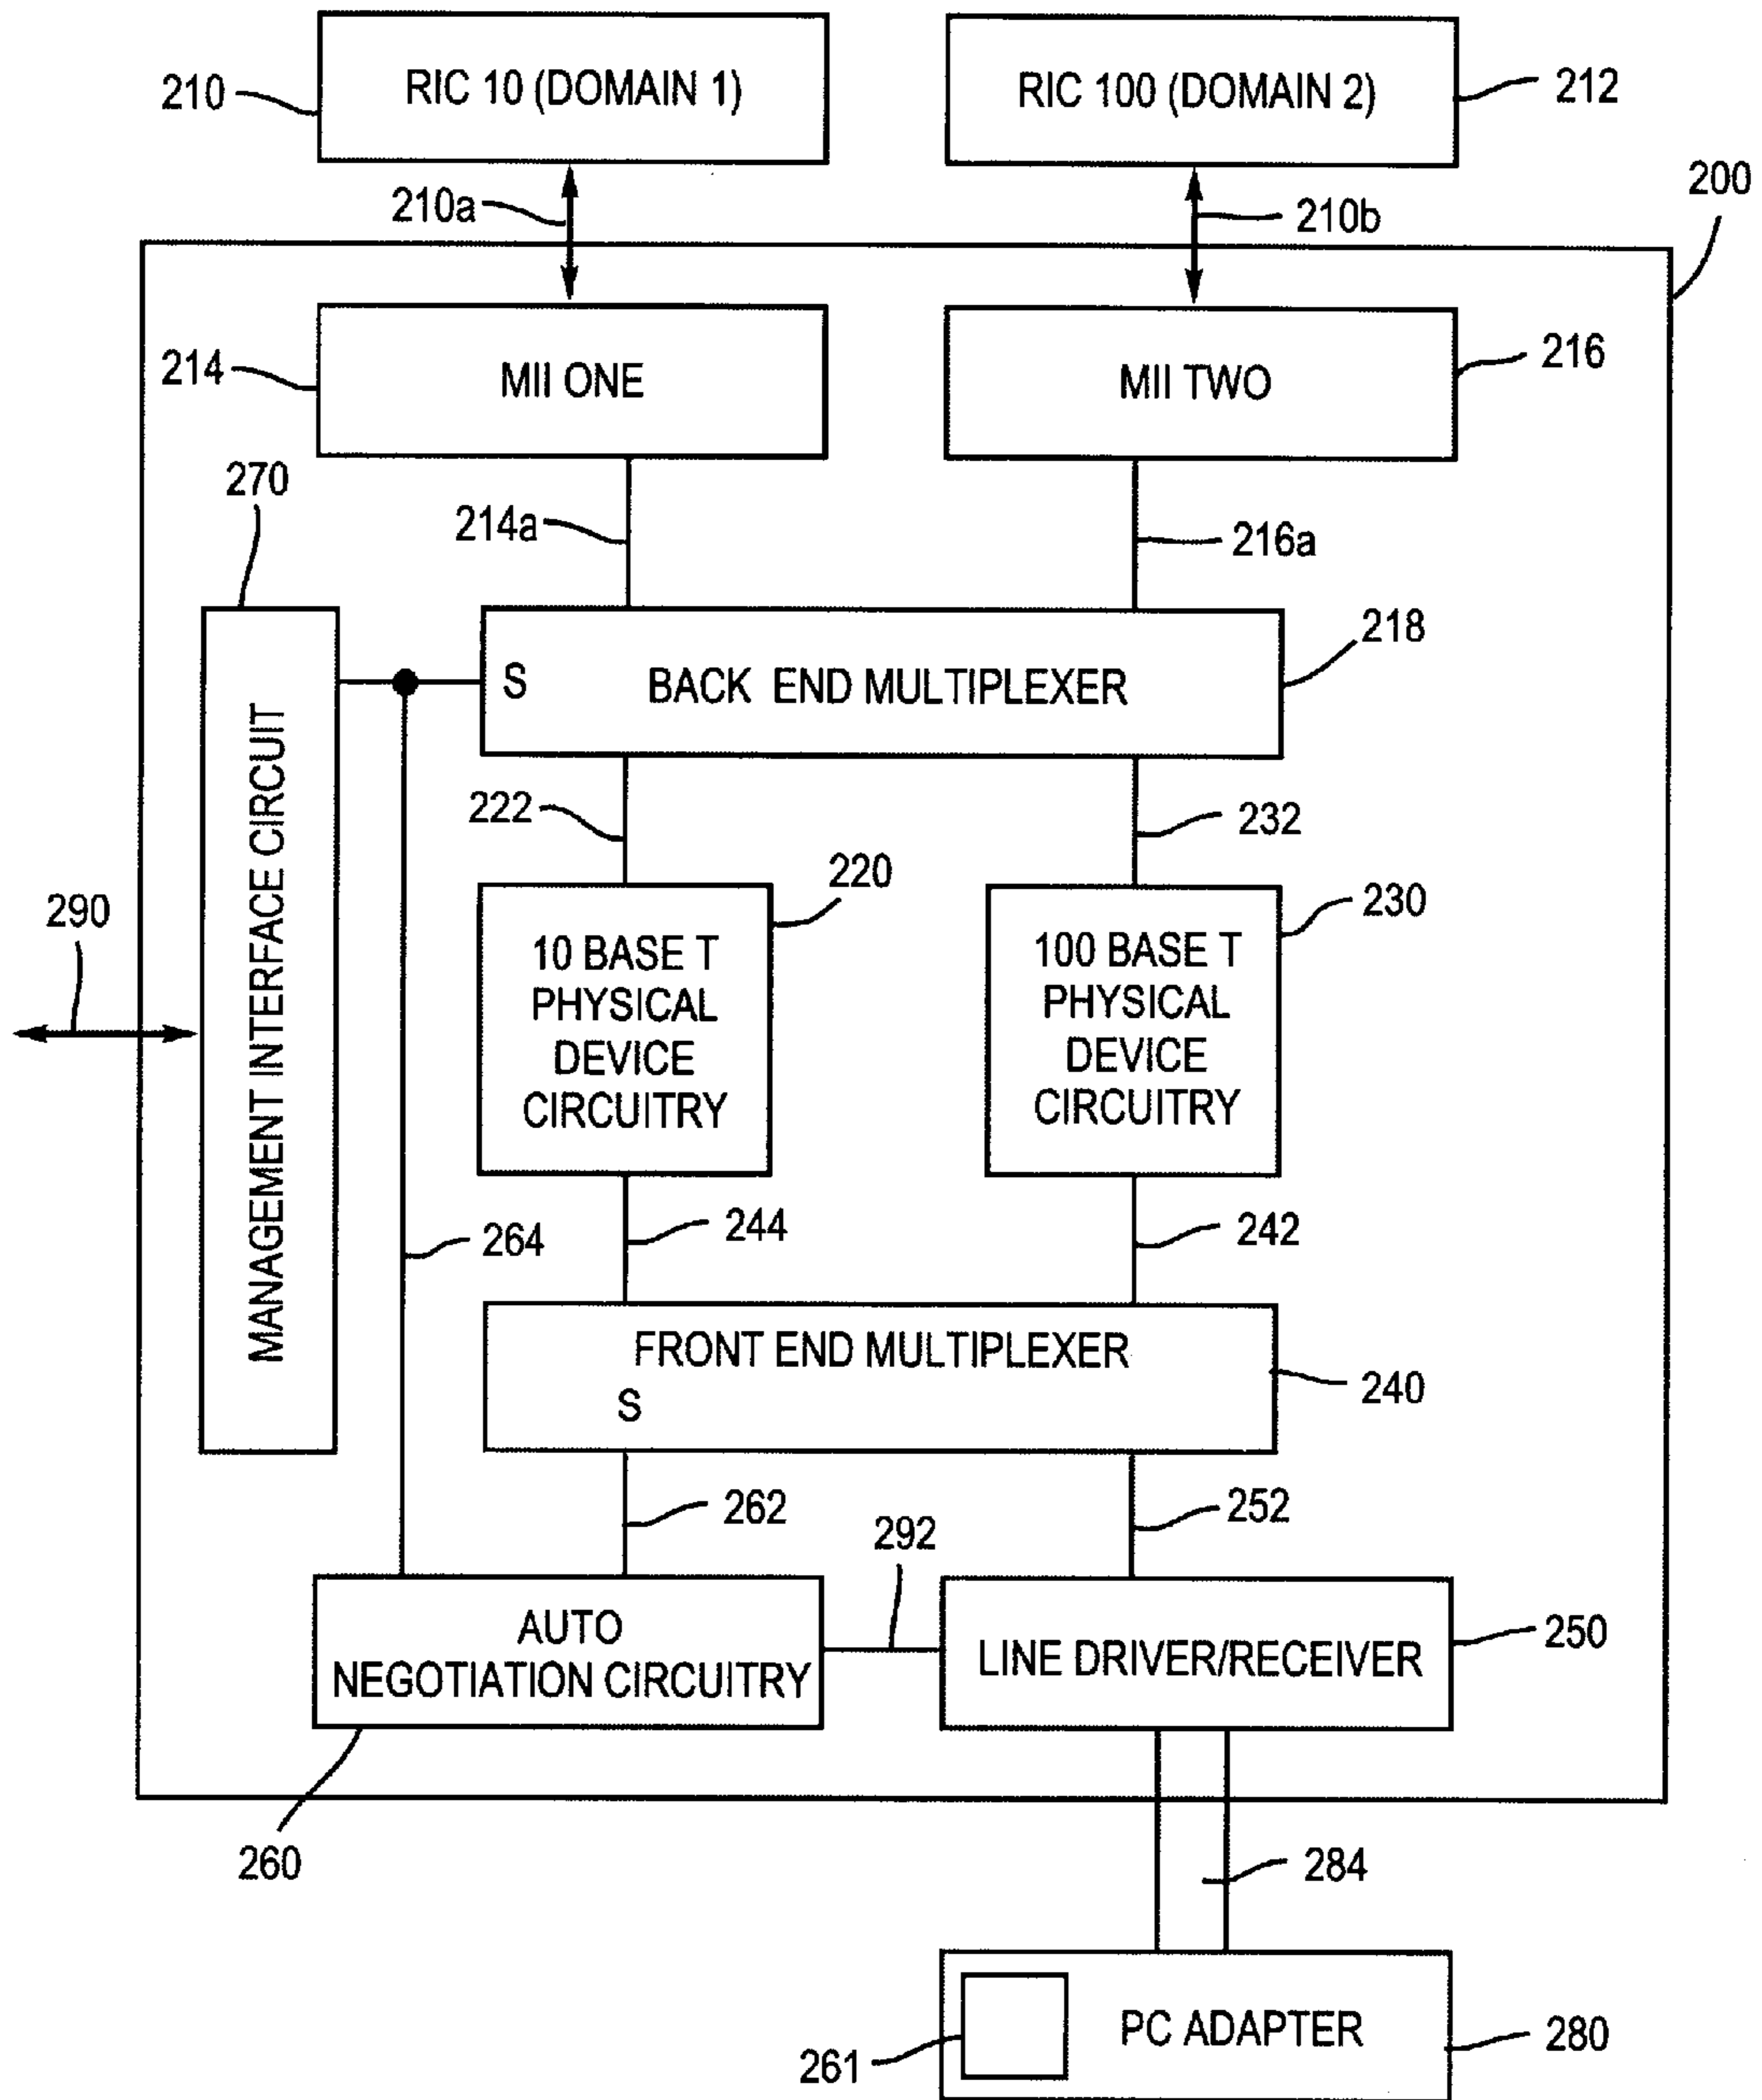 210
RIC 10 (DOMAIN 1)
RIC 100 (DOMAIN 2)
212
210a
210b
200
214
MII ONE
MII TWO
216
270
214a
216a
S
BACK END MULTIPLEXER
218
MANAGEMENT INTERFACE CIRCUIT
222
232
220
230
290
10 BASE T
PHYSICAL
DEVICE
CIRCUITRY
100 BASE T
PHYSICAL
DEVICE
CIRCUITRY
264
244
242
FRONT END MULTIPLEXER
S
240
262
252
292
AUTO
NEGOTIATION CIRCUITRY
LINE DRIVER/RECEIVER
250
260
284
261
PC ADAPTER
280